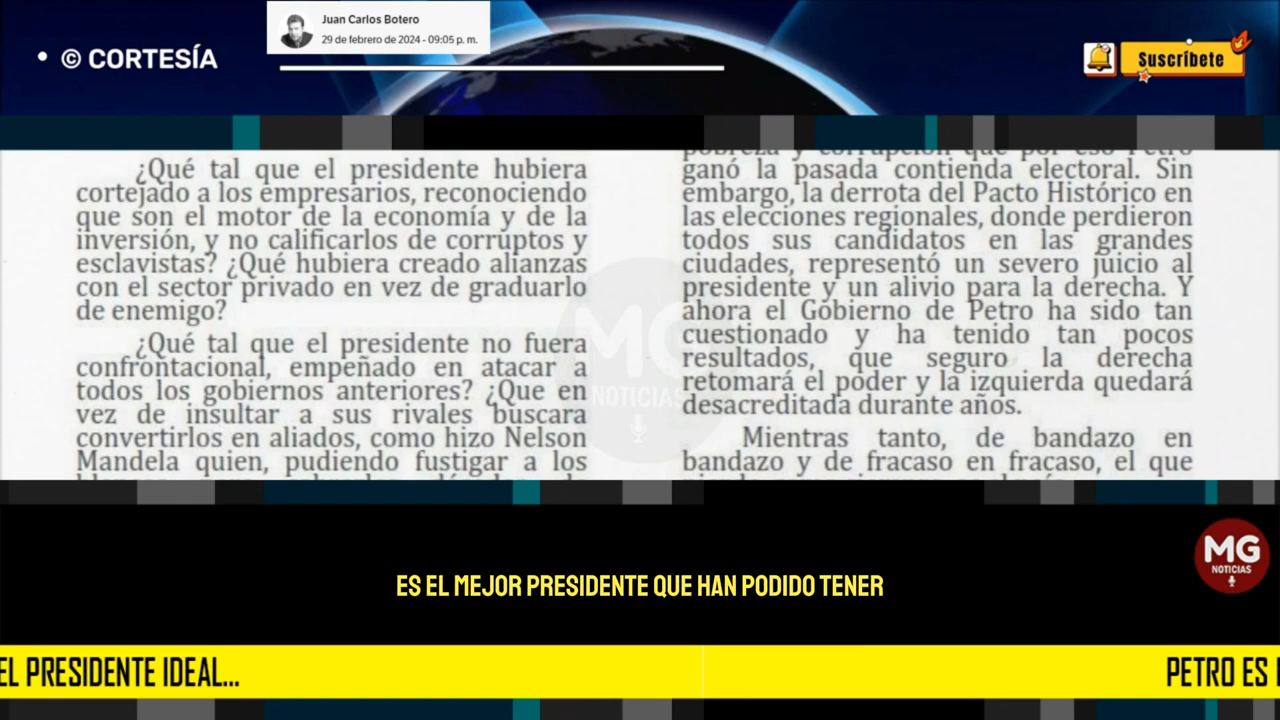 Juan Carlos Botero
29 de febrero de 2024 - 09:05 p. m.
• © CORTESÍA
Suscríbete
¿Qué tal que el presidente hubiera
cortejado a los empresarios, reconociendo
que son el motor de la economía y de la
inversión, y no calificarlos de corruptos y
esclavistas? ¿Qué hubiera creado alianzas
con el sector privado en vez de graduarlo
de enemigo?
¿Qué tal que el presidente no fuera
confrontacional, empeñado en atacar a
todos los gobiernos anteriores? ¿Que en
vez de insultar a sus rivales buscara
convertirlos en aliados, como hizo Nelson
Mandela quien, pudiendo fustigar a los
pobreza y corrupción que por eso Petro
ganó la pasada contienda electoral. Sin
embargo, la derrota del Pacto Histórico en
las elecciones regionales, donde perdieron
todos sus candidatos en las grandes
ciudades, representó un severo juicio al
presidente y un alivio para la derecha. Y
ahora el Gobierno de Petro ha sido tan
cuestionado y ha tenido tan pocos
resultados, que seguro la derecha
retomará el poder y la izquierda quedará
desacreditada durante años.
Mientras tanto, de bandazo en
bandazo y de fracaso en fracaso, el que
MG
NOTICIAS
ES EL MEJOR PRESIDENTE QUE HAN PODIDO TENER
MG
NOTICIAS
EL PRESIDENTE IDEAL...
PETRO ES